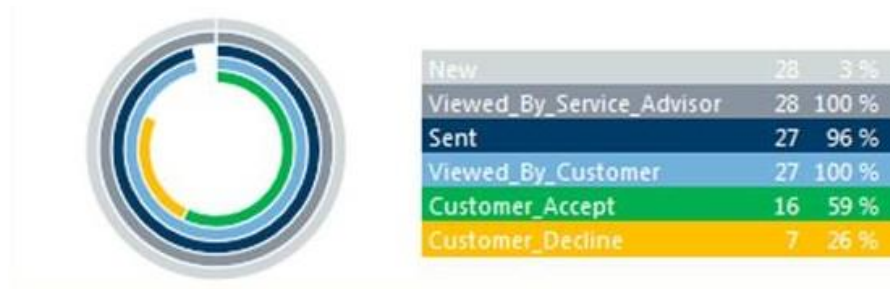 New 28 3 %
Viewed_By_Service_Advisor 28 100 %
Sent 27 96 %
Viewed_By_Customer 27 100 %
Customer_Accept 16 59 %
Customer_Decline 7 26 %